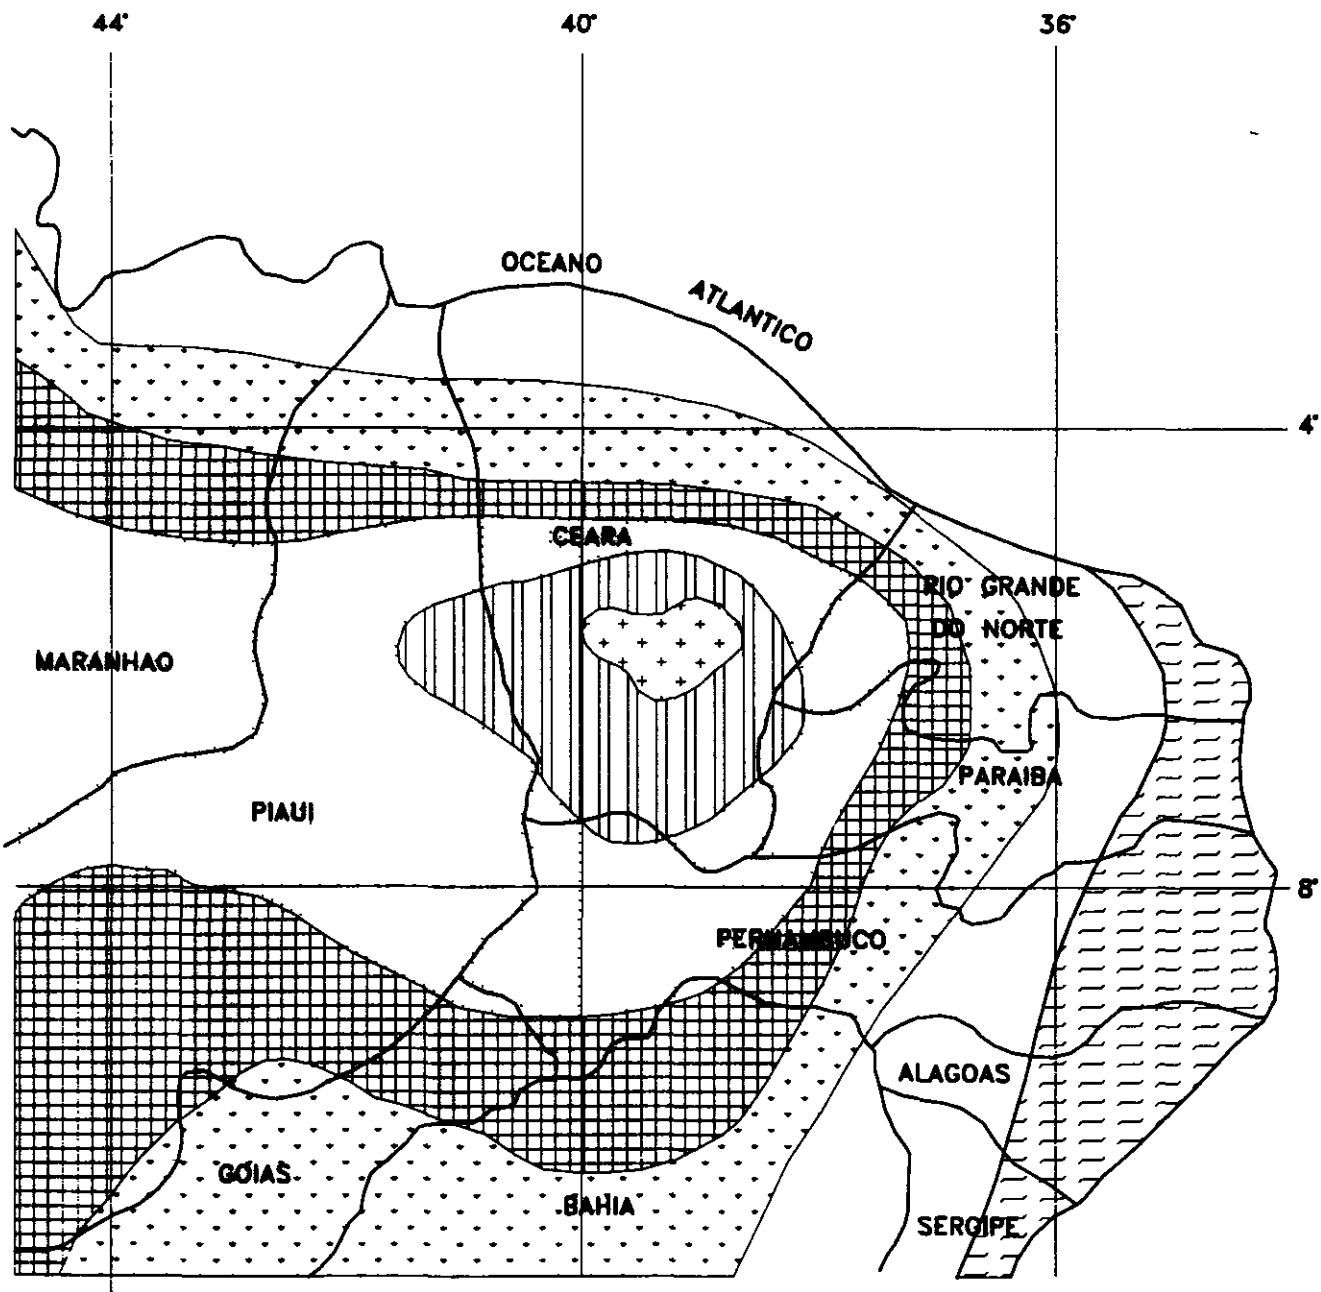 44°
40°
36°
OCEANO
ATLANTICO
4°
CEARA
RIO GRANDE
DO NORTE
MARANHAO
PARAIBA
PIAUI
8°
PERNAMBUCO
ALAGOAS
GOIAS
BAHIA
SERGIPE